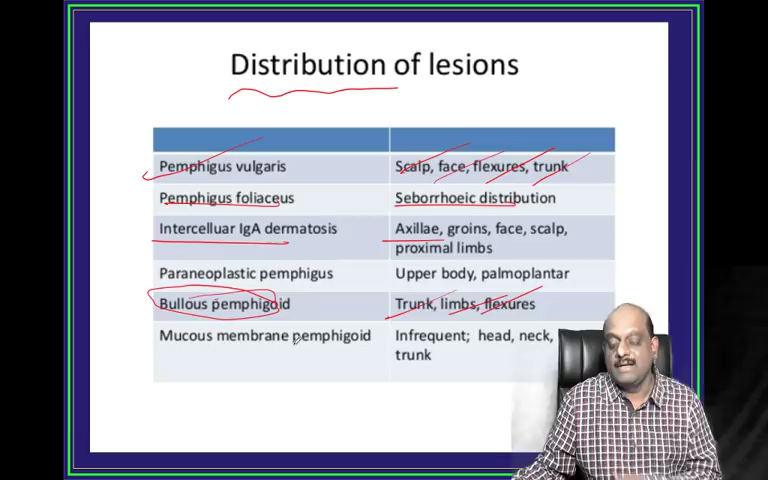 Distribution of lesions
Pemphigus vulgaris
Scalp, face, flexures, trunk
Pemphigus foliaceus
Seborrhoeic distribution
Intercelluar IgA dermatosis
Axillae, groins, face, scalp,
proximal limbs
Paraneoplastic pemphigus
Upper body, palmoplantar
Bullous pemphigoid
Trunk, limbs, flexures
Mucous membrane pemphigoid
Infrequent; head, neck,
trunk